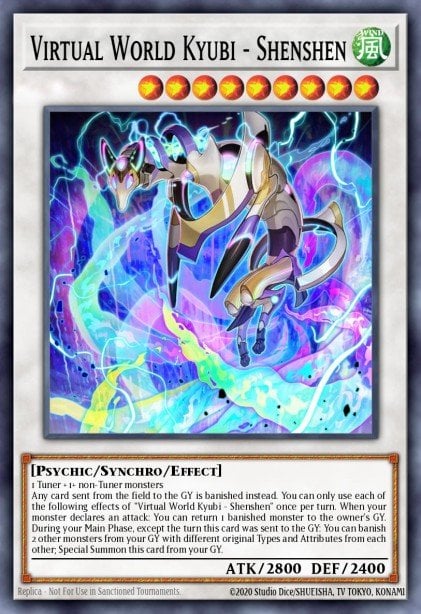 VIRTUAL WORLD KYUBI - SHENSHEN
WIND
風
[PSYCHIC/SYNCHRO/EFFECT]
1 Tuner + 1+ non-Tuner monsters
Any card sent from the field to the GY is banished instead. You can only use each of
the following effects of "Virtual World Kyubi - Shenshen" once per turn. When your
monster declares an attack: You can return 1 banished monster to the owner's GY.
During your Main Phase, except the turn this card was sent to the GY: You can banish
2 other monsters from your GY with different original Types and Attributes from each
other; Special Summon this card from your GY.
ATK/2800 DEF/2400
Replica - Not For Use in Sanctioned Tournaments.
©2020 Studio Dice/SHUEISHA, TV TOKYO, KONAMI